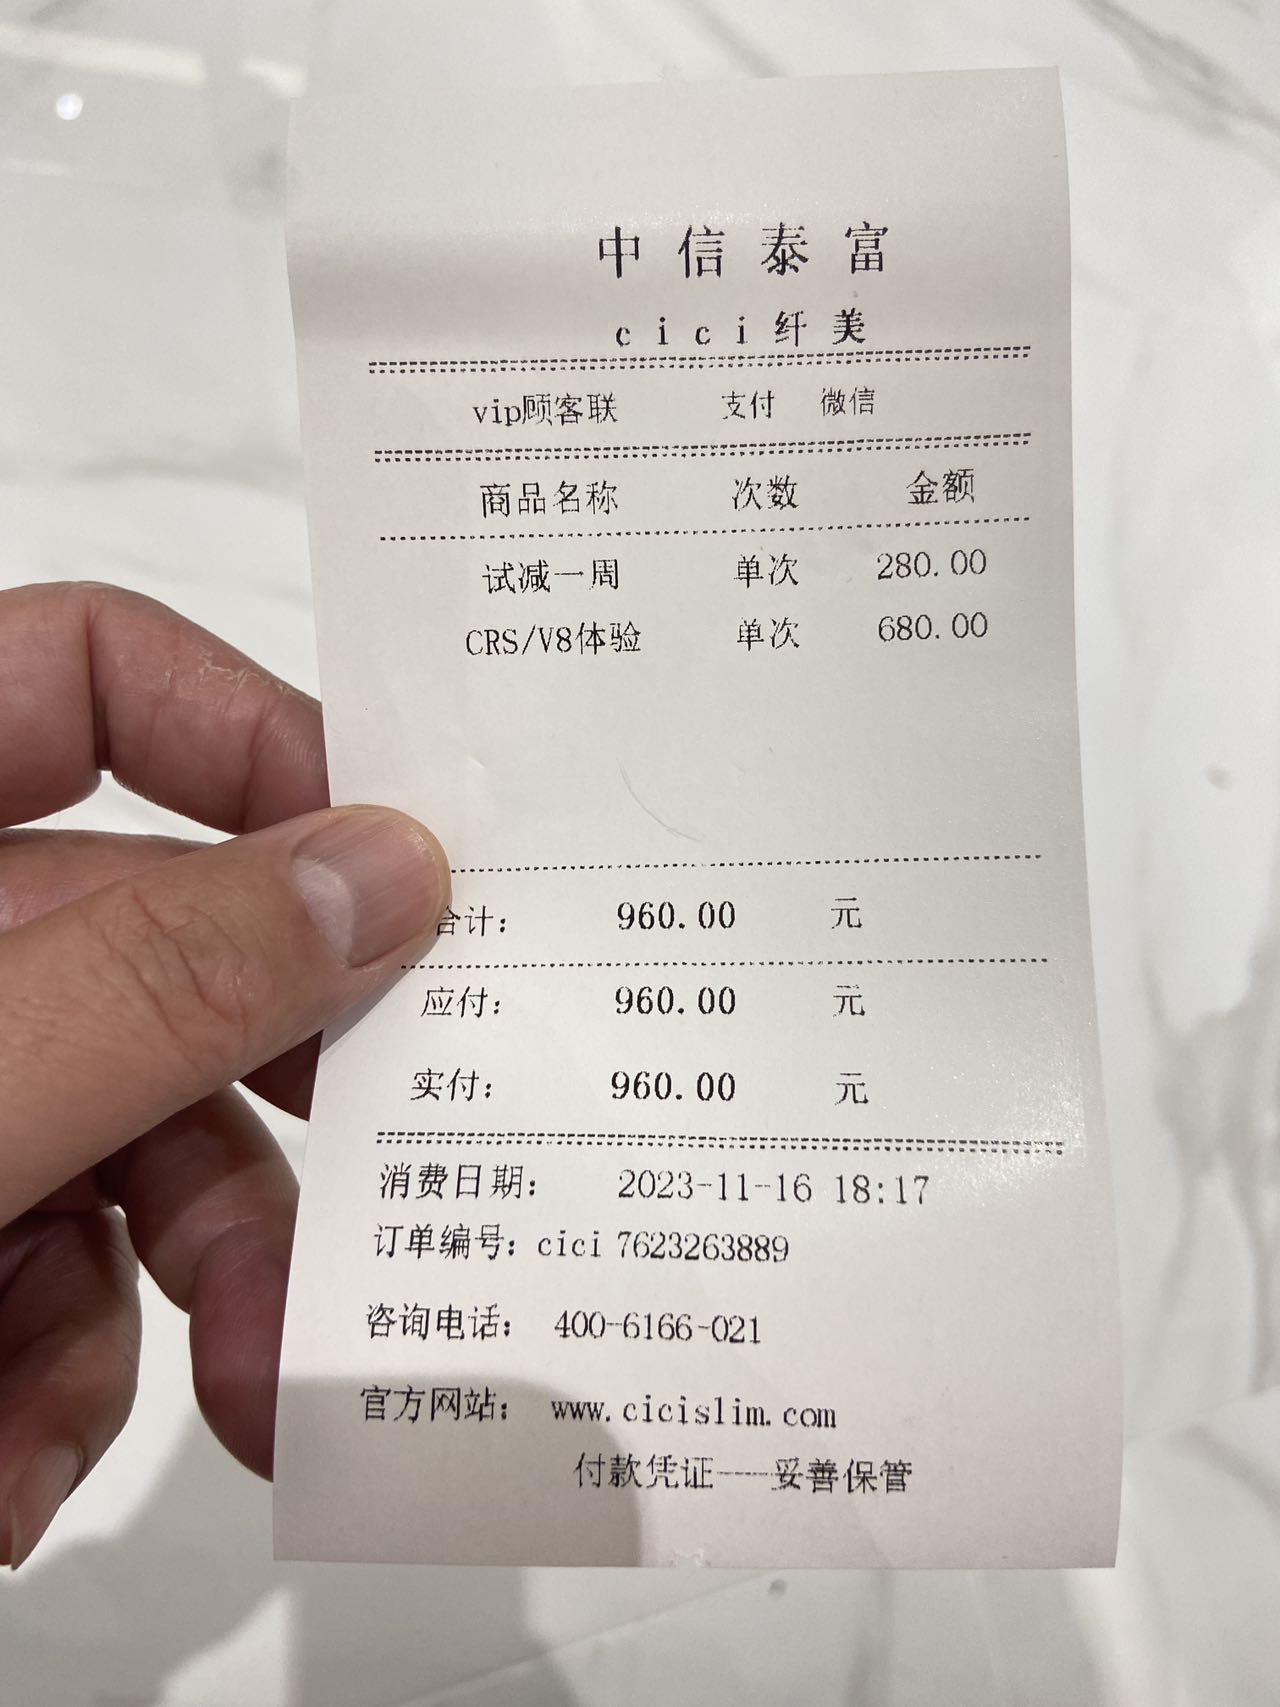 中信泰富
cici纤美
vip顾客联 支付 微信
商品名称 次数 金额
试减一周 单次 280.00
CRS/V8体验 单次 680.00
合计: 960.00 元
应付: 960.00 元
实付: 960.00 元
消费日期: 2023-11-16 18:17
订单编号: cici 7623263889
咨询电话: 400-6166-021
官方网站: www.cicislim.com
付款凭证----妥善保管